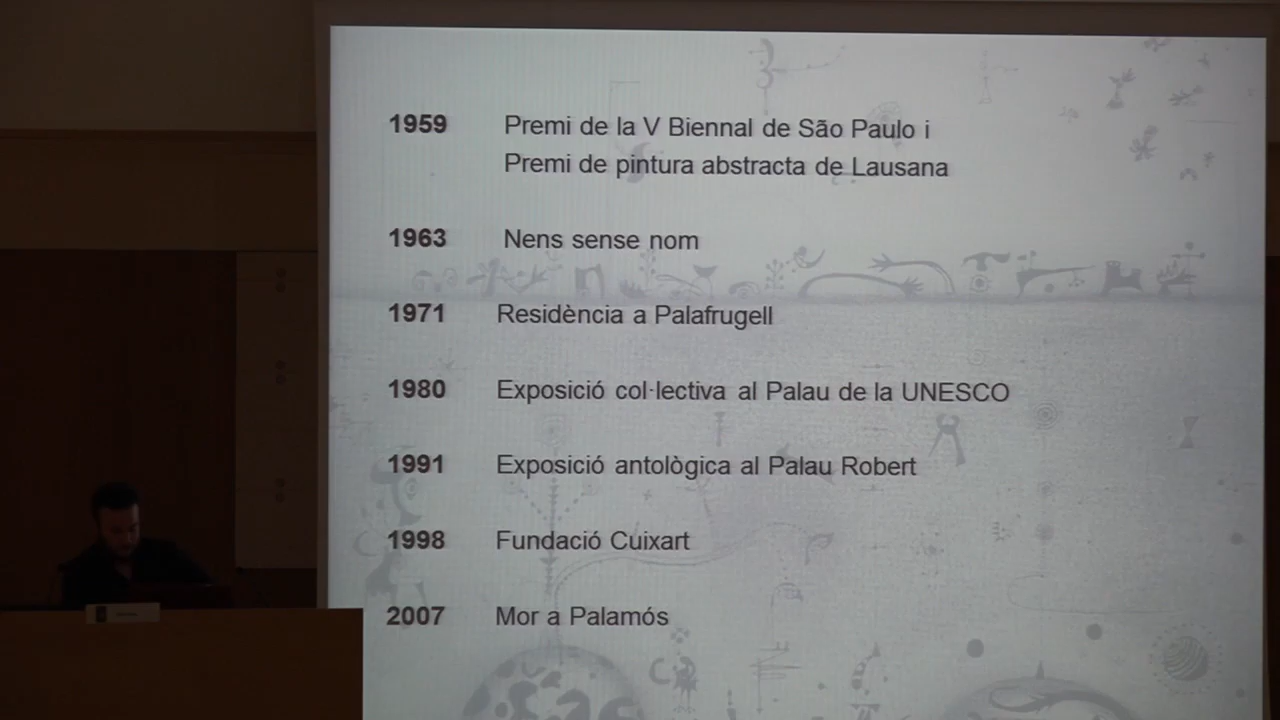 1959 Premi de la V Biennal de São Paulo i
Premi de pintura abstracta de Lausana
1963 Nens sense nom
1971 Residència a Palafrugell
1980 Exposició col·lectiva al Palau de la UNESCO
1991 Exposició antològica al Palau Robert
1998 Fundació Cuixart
2007 Mor a Palamós